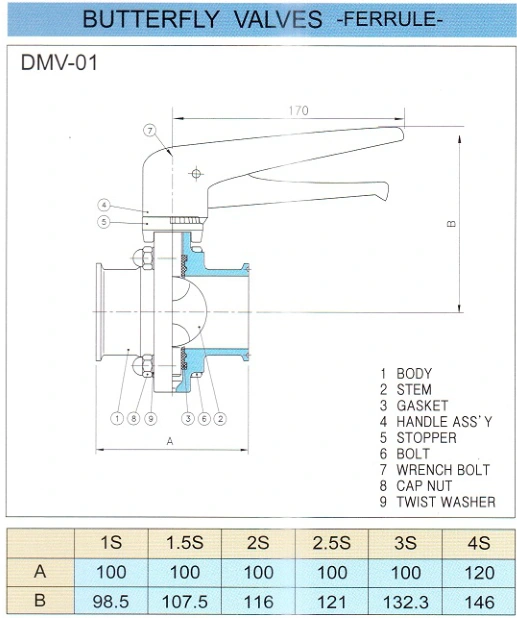 BUTTERFLY VALVES -FERRULE-
DMV-01
170
7
4
5
B
1 8 9 3 6 2
A
1 BODY
2 STEM
3 GASKET
4 HANDLE ASS'Y
5 STOPPER
6 BOLT
7 WRENCH BOLT
8 CAP NUT
9 TWIST WASHER
1S 1.5S 2S 2.5S 3S 4S
A 100 100 100 100 100 120
B 98.5 107.5 116 121 132.3 146